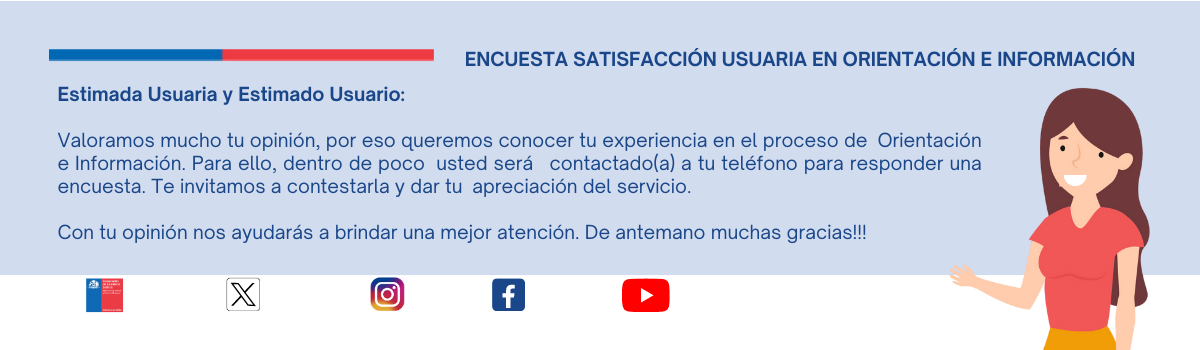 ENCUESTA SATISFACCIÓN USUARIA EN ORIENTACIÓN E INFORMACIÓN
Estimada Usuaria y Estimado Usuario:
Valoramos mucho tu opinión, por eso queremos conocer tu experiencia en el proceso de Orientación
e Información. Para ello, dentro de poco usted será contactado(a) a tu teléfono para responder una
encuesta. Te invitamos a contestarla y dar tu apreciación del servicio.
Con tu opinión nos ayudarás a brindar una mejor atención. De antemano muchas gracias!!!